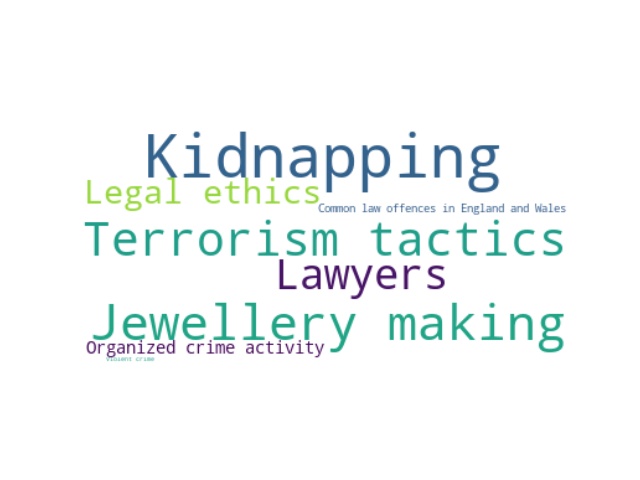 Kidnapping
Legal ethics
Common law offences in England and Wales
Terrorism tactics
Lawyers
Jewellery making
Organized crime activity
Violent crime